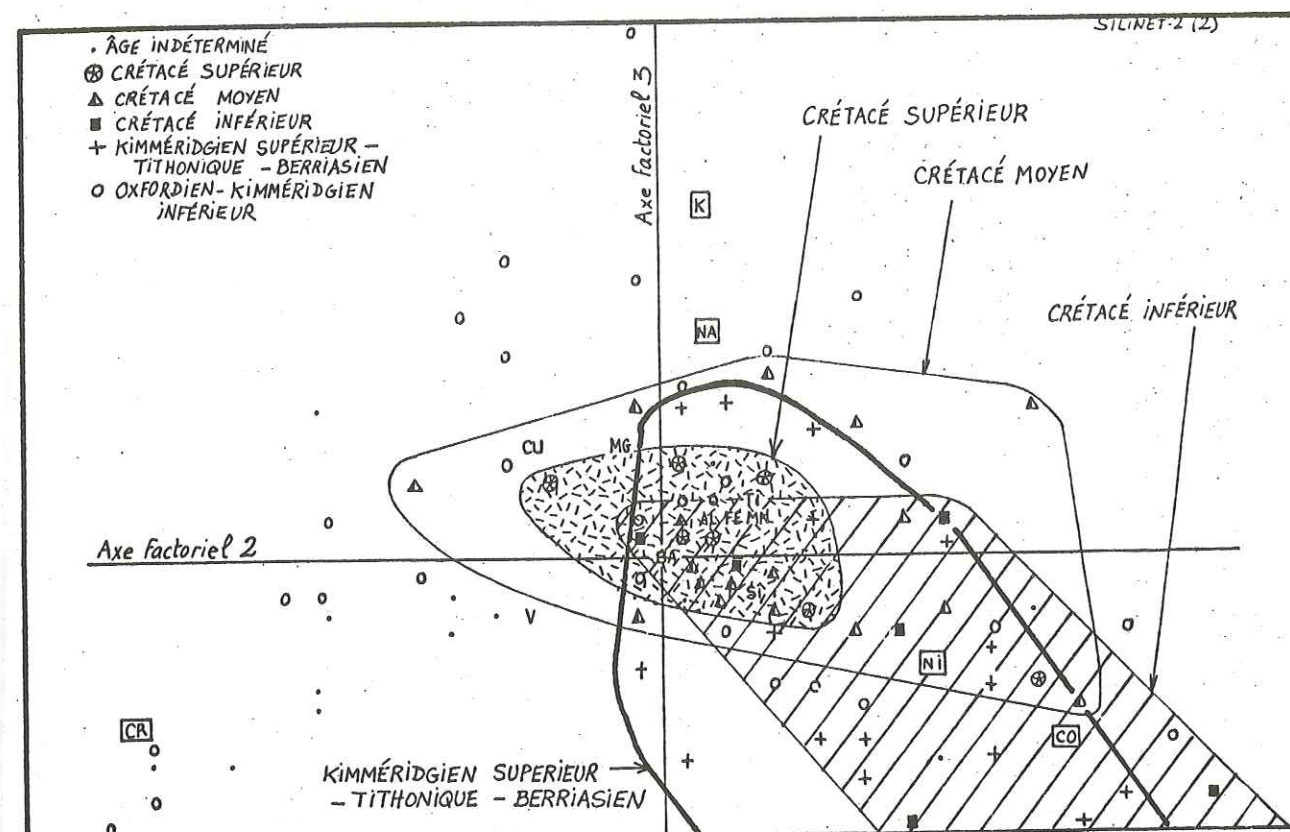 SILINET-2 (2)
. ÂGE INDÉTERMINÉ
CRÉTACÉ SUPÉRIEUR
CRÉTACÉ MOYEN
CRÉTACÉ INFÉRIEUR
+ KIMMÉRIDGIEN SUPÉRIEUR -
TITHONIQUE - BERRIASIEN
o OXFORDIEN-KIMMÉRIDGIEN
INFÉRIEUR
Axe Factoriel 3
CRÉTACÉ SUPÉRIEUR
CRÉTACÉ MOYEN
CRÉTACÉ INFÉRIEUR
K
NA
CU
MG
TI
AL FE MN
Axe Factoriel 2
BA
SI
V
Ni
CR
CO
KIMMÉRIDGIEN SUPERIEUR
- TITHONIQUE - BERRIASIEN